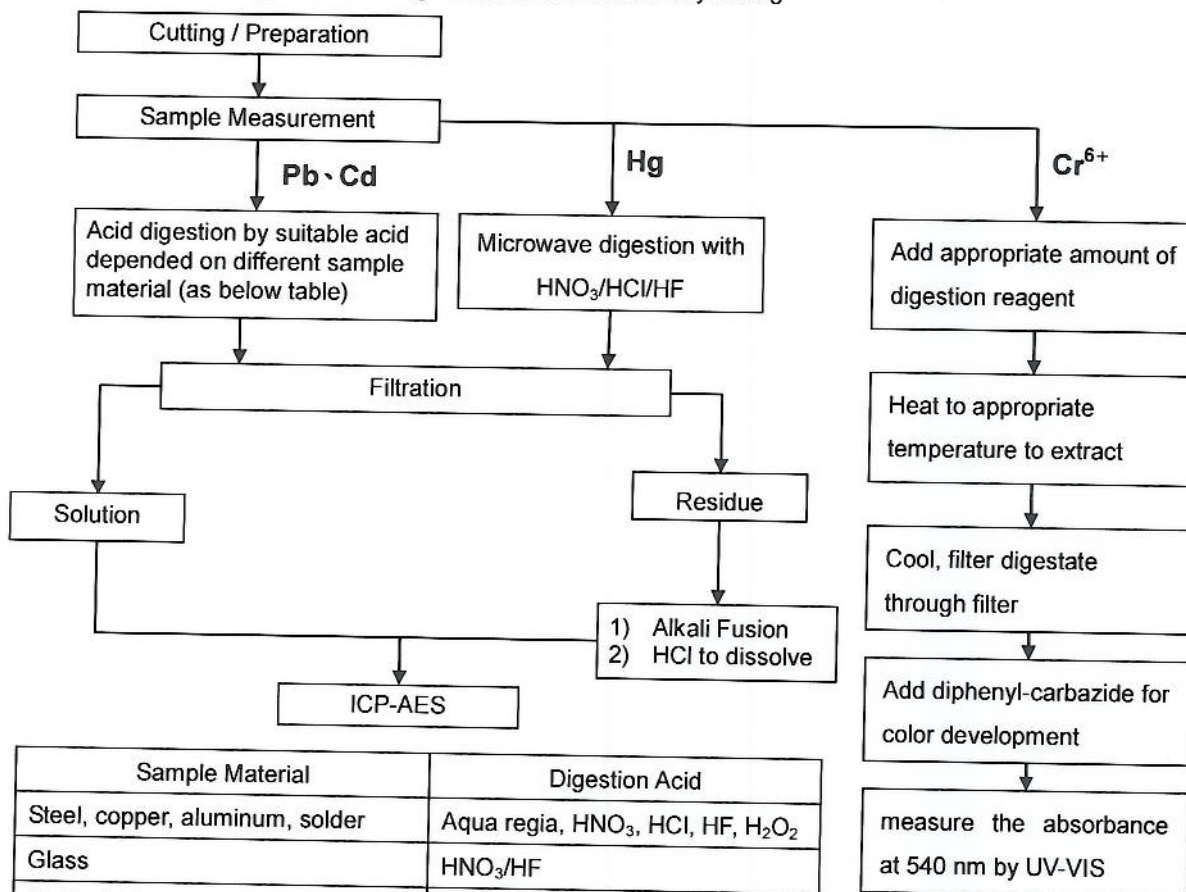 Cutting / Preparation
Sample Measurement
Pb、Cd
Hg
Cr⁶⁺
Acid digestion by suitable acid
depended on different sample
material (as below table)
Microwave digestion with
HNO₃/HCl/HF
Add appropriate amount of
digestion reagent
Filtration
Heat to appropriate
temperature to extract
Solution
Residue
Cool, filter digestate
through filter
1) Alkali Fusion
2) HCl to dissolve
ICP-AES
Add diphenyl-carbazide for
color development
Sample Material Digestion Acid
Steel, copper, aluminum, solder Aqua regia, HNO₃, HCl, HF, H₂O₂
Glass HNO₃/HF
measure the absorbance
at 540 nm by UV-VIS